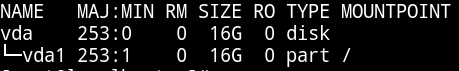 NAME   MAJ:MIN RM SIZE RO TYPE MOUNTPOINT
vda    253:0    0  16G  0 disk
└─vda1 253:1    0  16G  0 part /